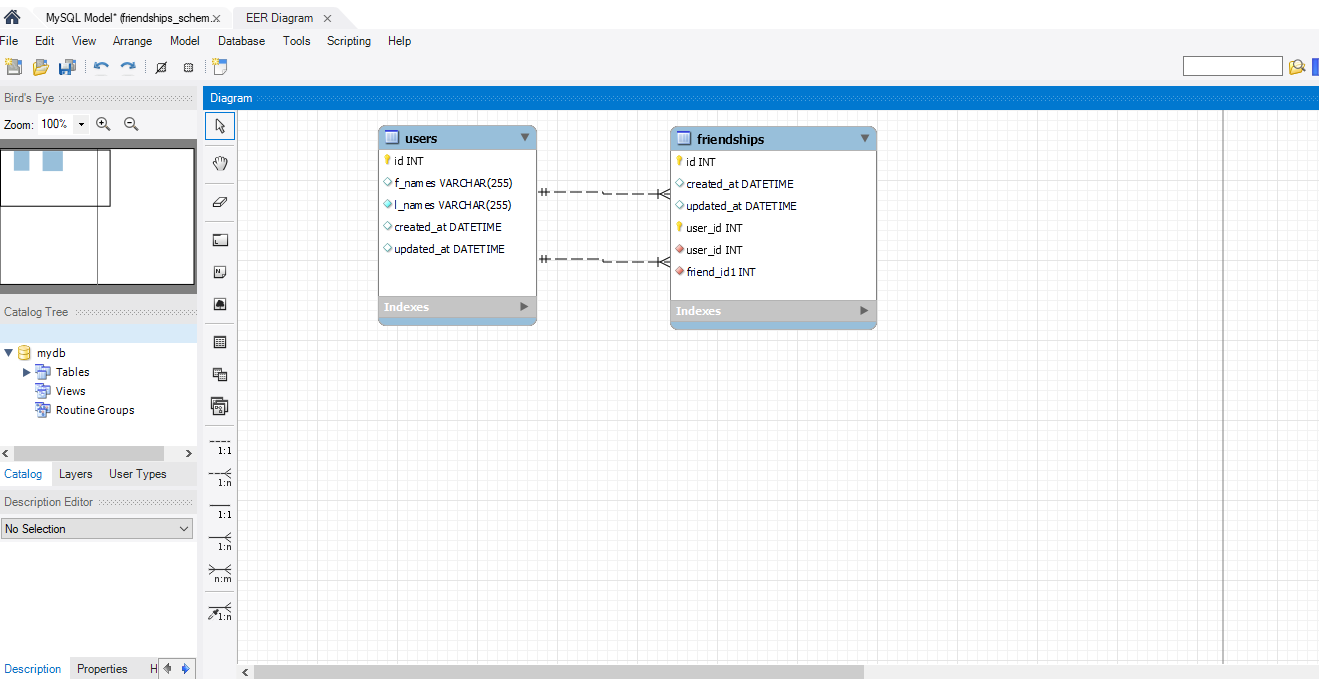 MySQL Model* (friendships_schem.x
EER Diagram ×
File Edit View Arrange Model Database Tools Scripting Help
Bird's Eye
Zoom: 100%
Diagram
users
id INT
f_names VARCHAR(255)
l_names VARCHAR(255)
created_at DATETIME
updated_at DATETIME
Indexes
friendships
id INT
created_at DATETIME
updated_at DATETIME
user_id INT
user_id INT
friend_id1 INT
Indexes
Catalog Tree
mydb
Tables
Views
Routine Groups
Catalog Layers User Types
Description Editor
No Selection
Description Properties H
1:1
1:n
1:1
1:n
n:m
1:n